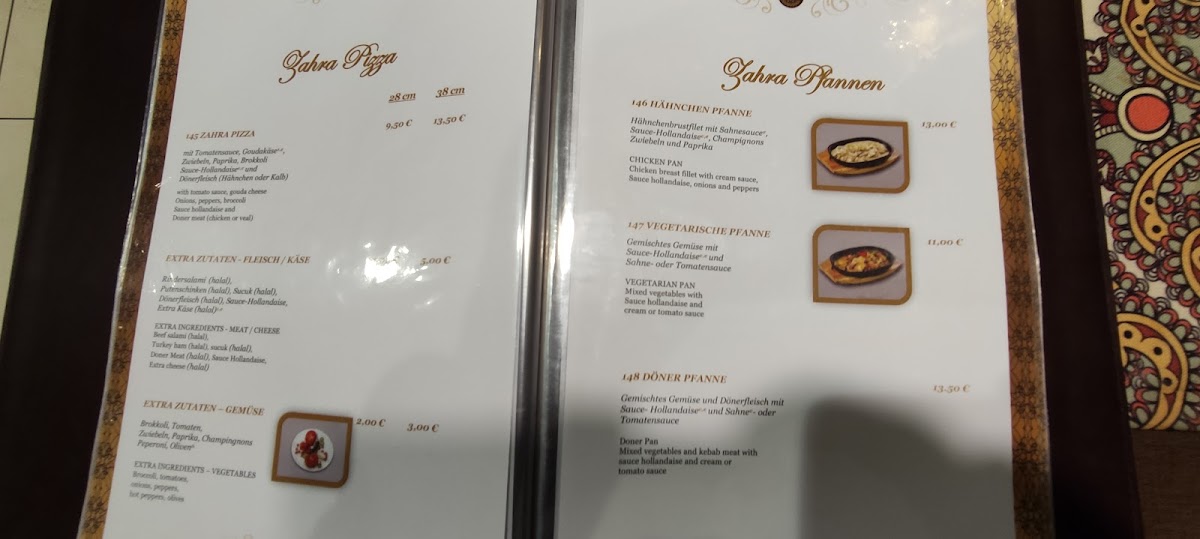 Zahra Pizza
28 cm 38 cm
145 ZAHRA PIZZA 9,50 € 13,50 €
mit Tomatensauce, Goudakäse
Zwiebeln, Paprika, Brokkoli
Sauce-Hollandaise und
Dönerfleisch (Hähnchen oder Kalb)
with tomato sauce, gouda cheese
Onions, peppers, broccoli
Sauce hollandaise and
Doner meat (chicken or veal)
EXTRA ZUTATEN - FLEISCH / KÄSE 5,00 €
Rindersalami (halal),
Putenschinken (halal), Sucuk (halal),
Dönerfleisch (halal), Sauce-Hollandaise,
Extra Käse (halal)
EXTRA INGREDIENTS - MEAT / CHEESE
Beef salami (halal),
Turkey ham (halal), sucuk (halal),
Doner Meat (halal), Sauce Hollandaise,
Extra cheese (halal)
EXTRA ZUTATEN – GEMÜSE 2,00 € 3,00 €
Brokkoli, Tomaten,
Zwiebeln, Paprika, Champingnons
Peperoni, Oliven
EXTRA INGREDIENTS – VEGETABLES
Broccoli, tomatoes,
onions, peppers,
hot peppers, olives
Zahra Pfannen
146 HÄHNCHEN PFANNE 13,00 €
Hähnchenbrustfilet mit Sahnesauce,
Sauce-Hollandaise, Champignons
Zwiebeln und Paprika
CHICKEN PAN
Chicken breast fillet with cream sauce,
Sauce hollandaise, onions and peppers
147 VEGETARISCHE PFANNE 11,00 €
Gemischtes Gemüse mit
Sauce-Hollandaise und
Sahne- oder Tomatensauce
VEGETARIAN PAN
Mixed vegetables with
Sauce hollandaise and
cream or tomato sauce
148 DÖNER PFANNE 13,50 €
Gemischtes Gemüse und Dönerfleisch mit
Sauce- Hollandaise und Sahne- oder
Tomatensauce
Doner Pan
Mixed vegetables and kebab meat with
sauce hollandaise and cream or
tomato sauce